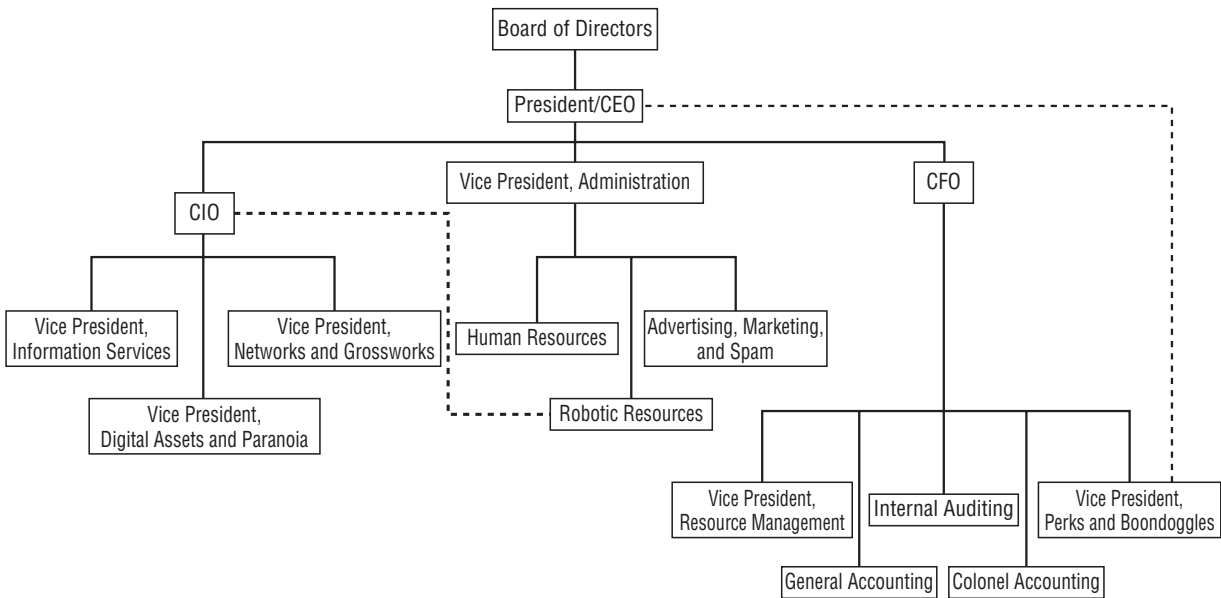 Board of Directors
President/CEO
Vice President, Administration
CFO
CIO
Vice President,
Information Services
Vice President,
Networks and Grossworks
Human Resources
Advertising, Marketing,
and Spam
Vice President,
Digital Assets and Paranoia
Robotic Resources
Vice President,
Resource Management
Internal Auditing
Vice President,
Perks and Boondoggles
General Accounting
Colonel Accounting